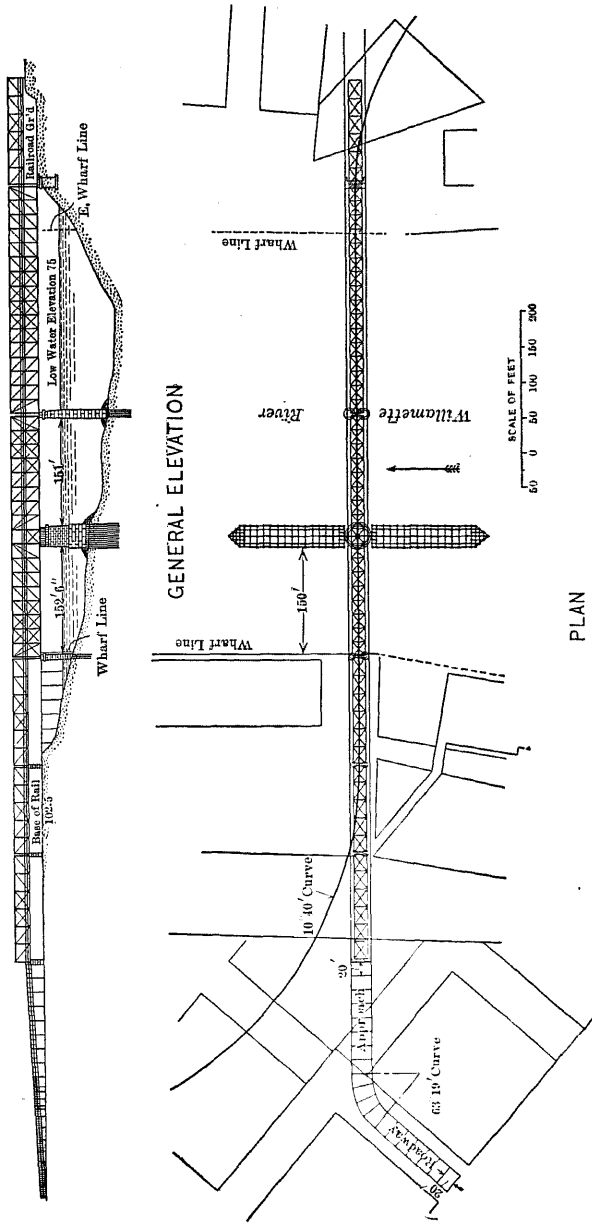 Railroad Gr'd
E. Wharf Line
Low Water Elevation 75
151'
152'6"
Wharf Line
Base of Rail
102.5
GENERAL ELEVATION
Wharf Line
Willamette
River
SCALE OF FEET
50 0 50 100 150 200
150'
Wharf Line
10°40' Curve
20'
Approach
63°19' Curve
Roadway
20'
PLAN